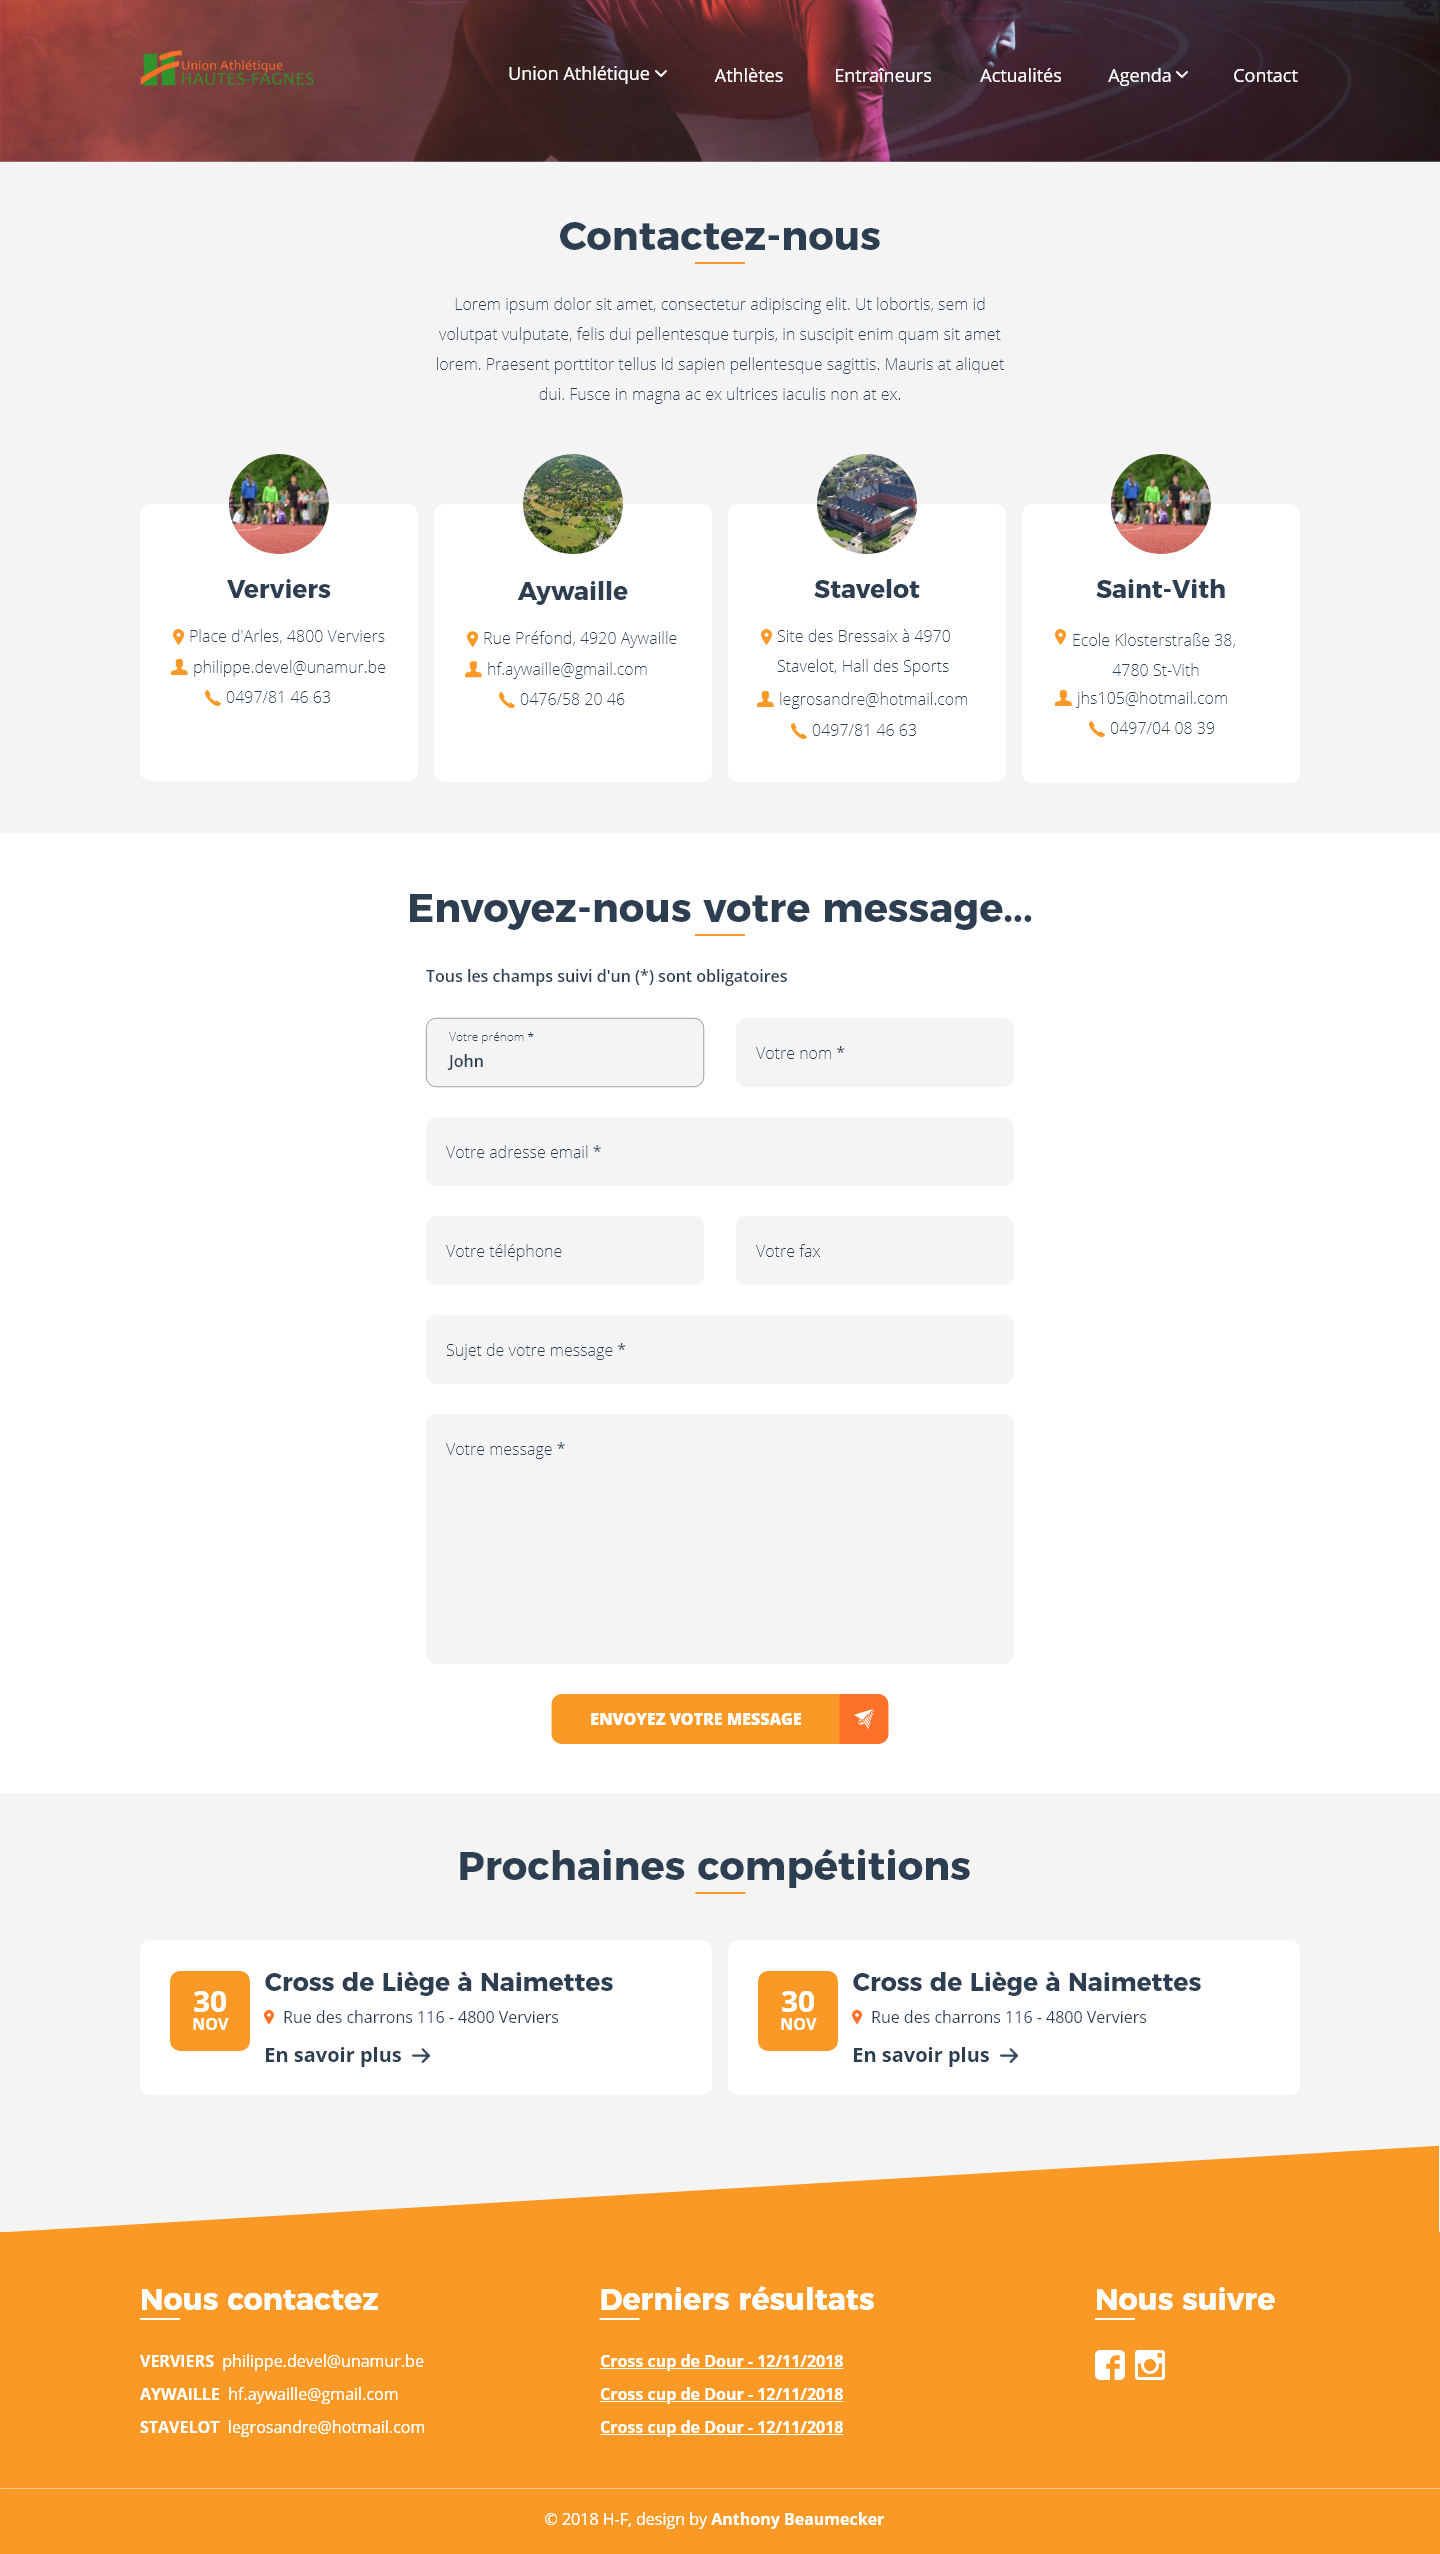 Union Athlétique
HAUTES-FAGNES
Union Athlétique
Athlètes
Entraîneurs
Actualités
Agenda
Contact
Contactez-nous
Lorem ipsum dolor sit amet, consectetur adipiscing elit. Ut lobortis, sem id
volutpat vulputate, felis dui pellentesque turpis, in suscipit enim quam sit amet
lorem. Praesent porttitor tellus id sapien pellentesque sagittis. Mauris at aliquet
dui. Fusce in magna ac ex ultrices iaculis non at ex.
Verviers
Place d'Arles, 4800 Verviers
philippe.devel@unamur.be
0497/81 46 63
Aywaille
Rue Préfond, 4920 Aywaille
hf.aywaille@gmail.com
0476/58 20 46
Stavelot
Site des Bressaix à 4970
Stavelot, Hall des Sports
legrosandre@hotmail.com
0497/81 46 63
Saint-Vith
Ecole Klosterstraße 38,
4780 St-Vith
jhs105@hotmail.com
0497/04 08 39
Envoyez-nous votre message...
Tous les champs suivi d'un (*) sont obligatoires
Votre prénom *
John
Votre nom *
Votre adresse email *
Votre téléphone
Votre fax
Sujet de votre message *
Votre message *
ENVOYEZ VOTRE MESSAGE
Prochaines compétitions
30
NOV
Cross de Liège à Naimettes
Rue des charrons 116 - 4800 Verviers
En savoir plus
30
NOV
Cross de Liège à Naimettes
Rue des charrons 116 - 4800 Verviers
En savoir plus
Nous contactez
VERVIERS philippe.devel@unamur.be
AYWAILLE hf.aywaille@gmail.com
STAVELOT legrosandre@hotmail.com
Derniers résultats
Cross cup de Dour - 12/11/2018
Cross cup de Dour - 12/11/2018
Cross cup de Dour - 12/11/2018
Nous suivre
© 2018 H-F, design by Anthony Beaumecker